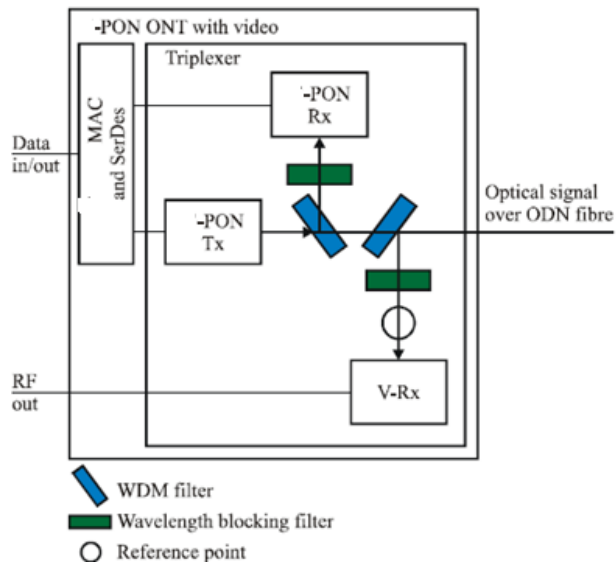 -PON ONT with video
Triplexer
MAC
and SerDes
-PON
Rx
Data
in/out
Optical signal
over ODN fibre
-PON
Tx
RF
out
V-Rx
WDM filter
Wavelength blocking filter
Reference point